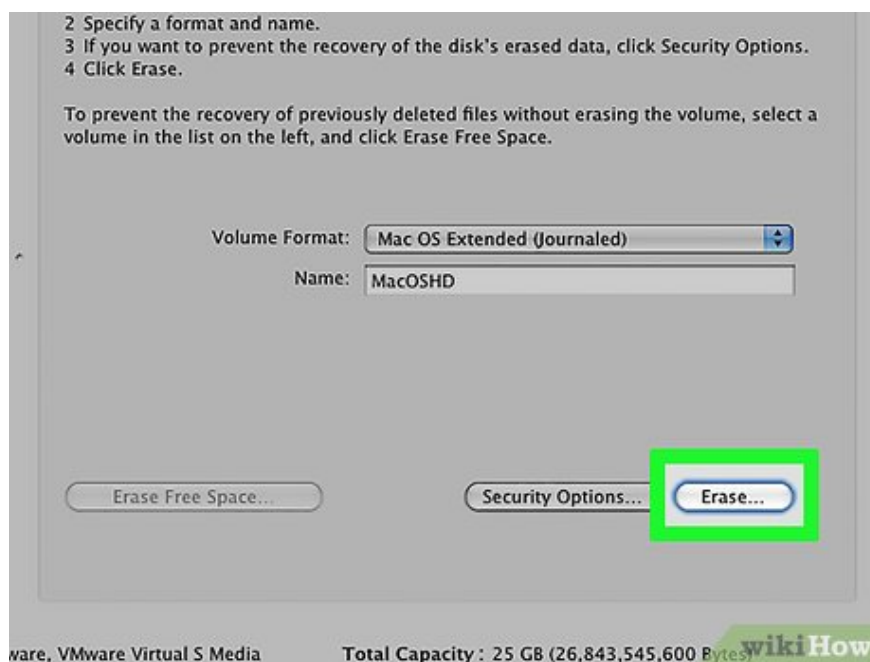 2 Specify a format and name.
3 If you want to prevent the recovery of the disk's erased data, click Security Options.
4 Click Erase.
To prevent the recovery of previously deleted files without erasing the volume, select a
volume in the list on the left, and click Erase Free Space.
Volume Format: Mac OS Extended (Journaled)
Name: MacOSHD
Erase Free Space... Security Options... Erase...
ware, VMware Virtual S Media Total Capacity : 25 GB (26,843,545,600 Bytes)
wikiHow